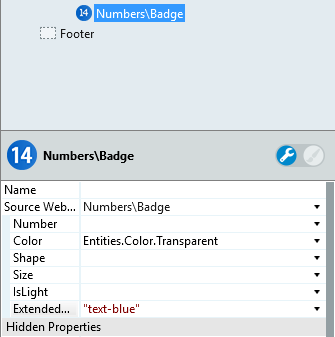 14 Numbers\Badge
Footer
14 Numbers\Badge
Name
Source Web... Numbers\Badge
Number
Color Entities.Color.Transparent
Shape
Size
IsLight
Extended... "text-blue"
Hidden Properties